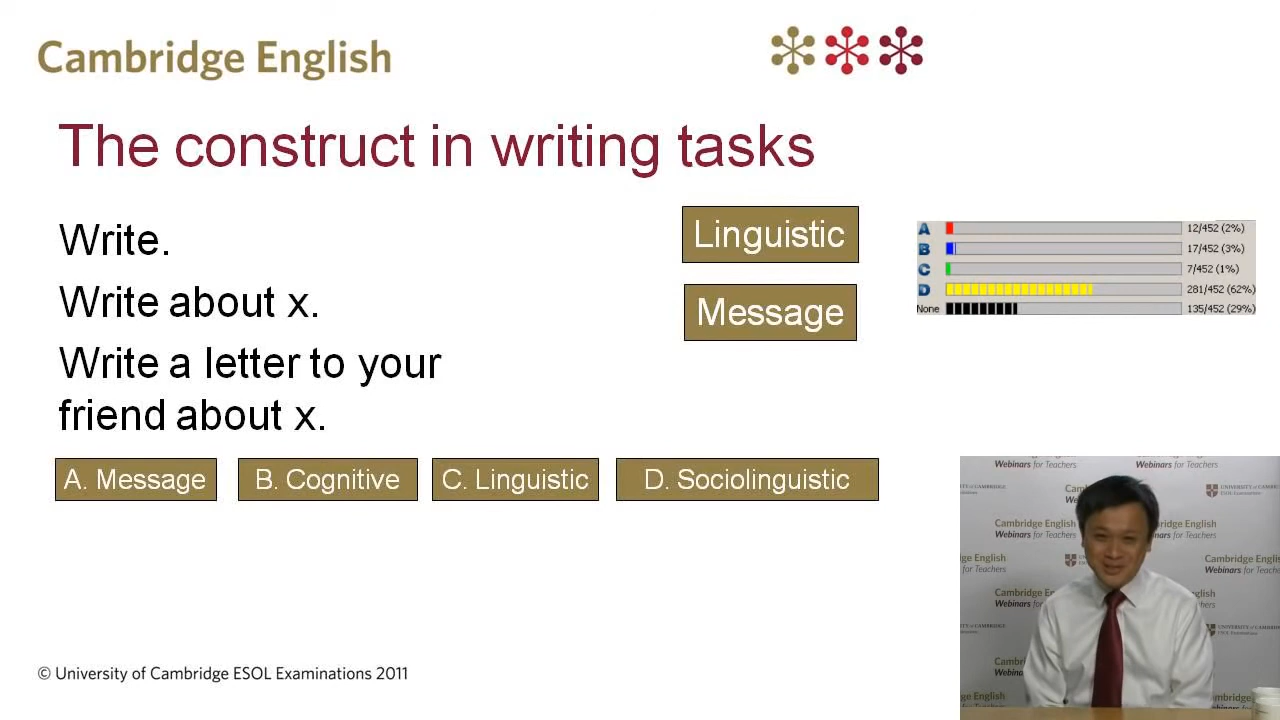 Cambridge English
The construct in writing tasks
Write.
Linguistic
Write about x.
Message
Write a letter to your
friend about x.
A. Message
B. Cognitive
C. Linguistic
D. Sociolinguistic
A 12/452 (2%)
B 17/452 (3%)
C 7/452 (1%)
D 281/452 (62%)
None 135/452 (29%)
Webinars for Teachers
Webinars for Teachers
Cambridge English
Webinars for Teachers
Cambridge English
© University of Cambridge ESOL Examinations 2011